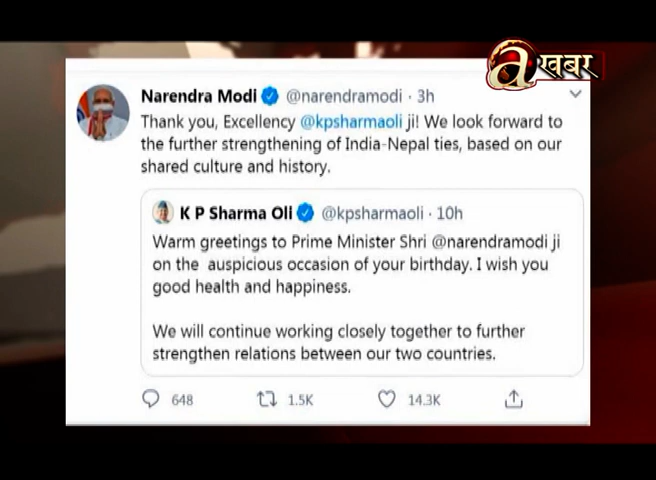 a खबर
Narendra Modi @narendramodi · 3h
Thank you, Excellency @kpsharmaoli ji! We look forward to
the further strengthening of India-Nepal ties, based on our
shared culture and history.
K P Sharma Oli @kpsharmaoli · 10h
Warm greetings to Prime Minister Shri @narendramodi ji
on the auspicious occasion of your birthday. I wish you
good health and happiness.
We will continue working closely together to further
strengthen relations between our two countries.
648 1.5K 14.3K